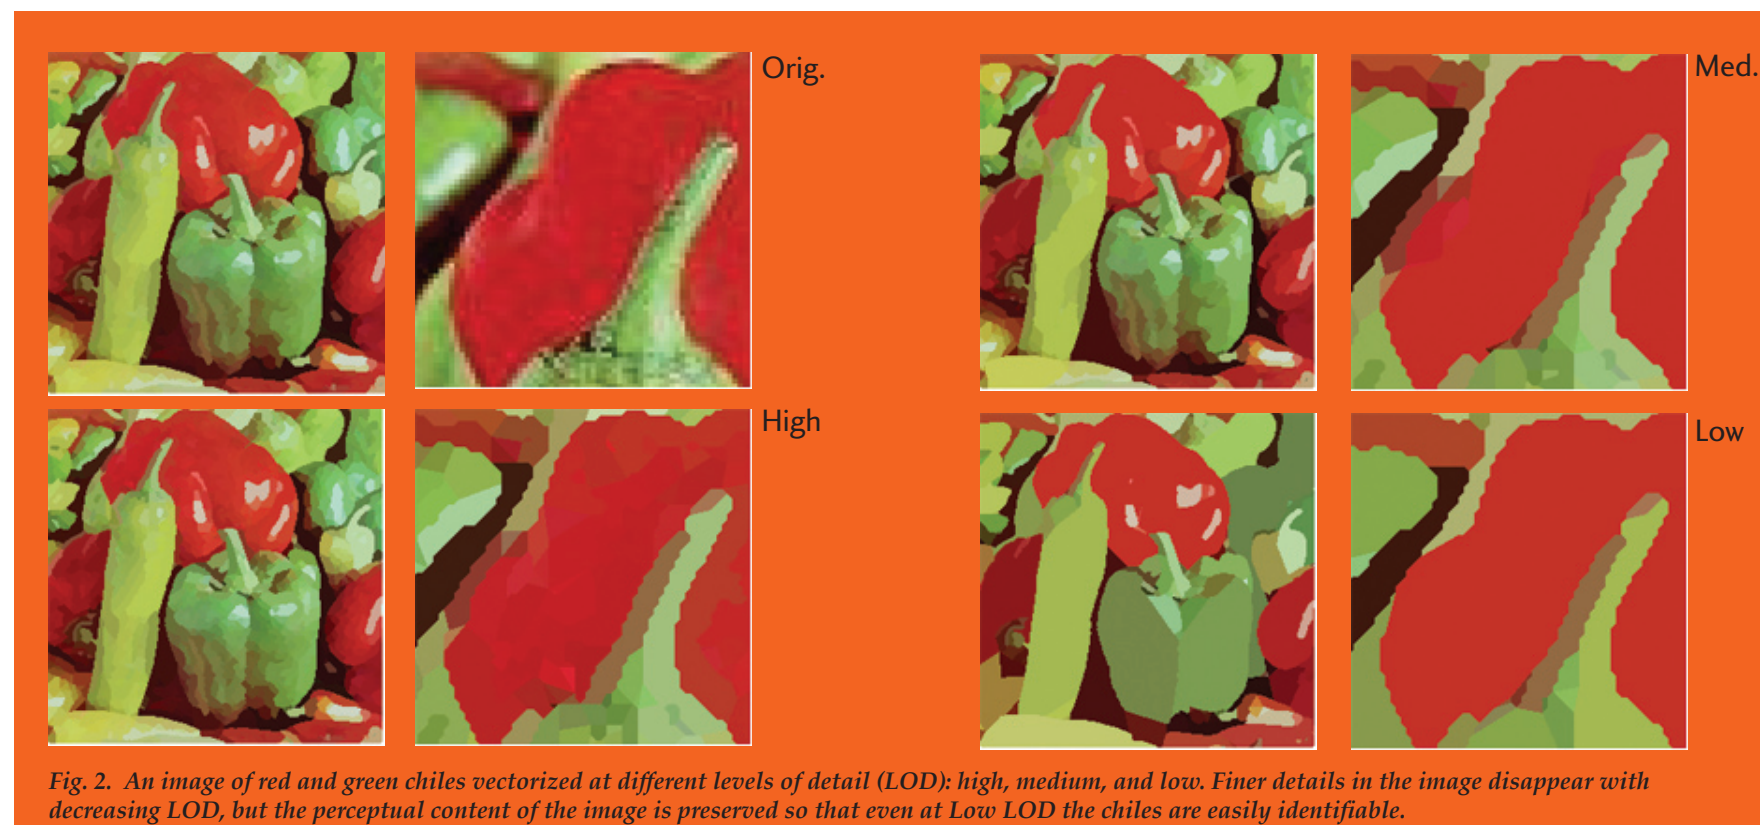 Orig.
Med.
High
Low
Fig. 2. An image of red and green chiles vectorized at different levels of detail (LOD): high, medium, and low. Finer details in the image disappear with
decreasing LOD, but the perceptual content of the image is preserved so that even at Low LOD the chiles are easily identifiable.